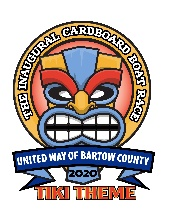 THE INAUGURAL CARDBOARD BOAT RACE
UNITED WAY OF BARTOW COUNTY
2020
TIKI THEME